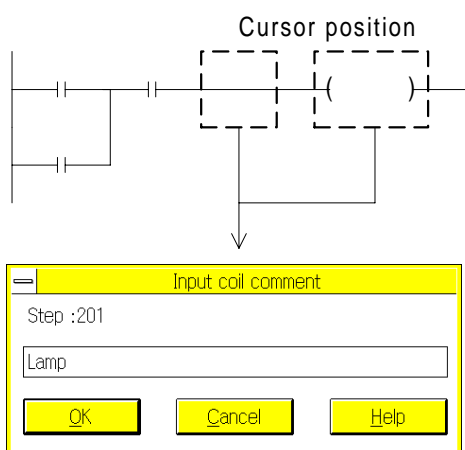 Cursor position
Input coil comment
Step :201
Lamp
OK Cancel Help